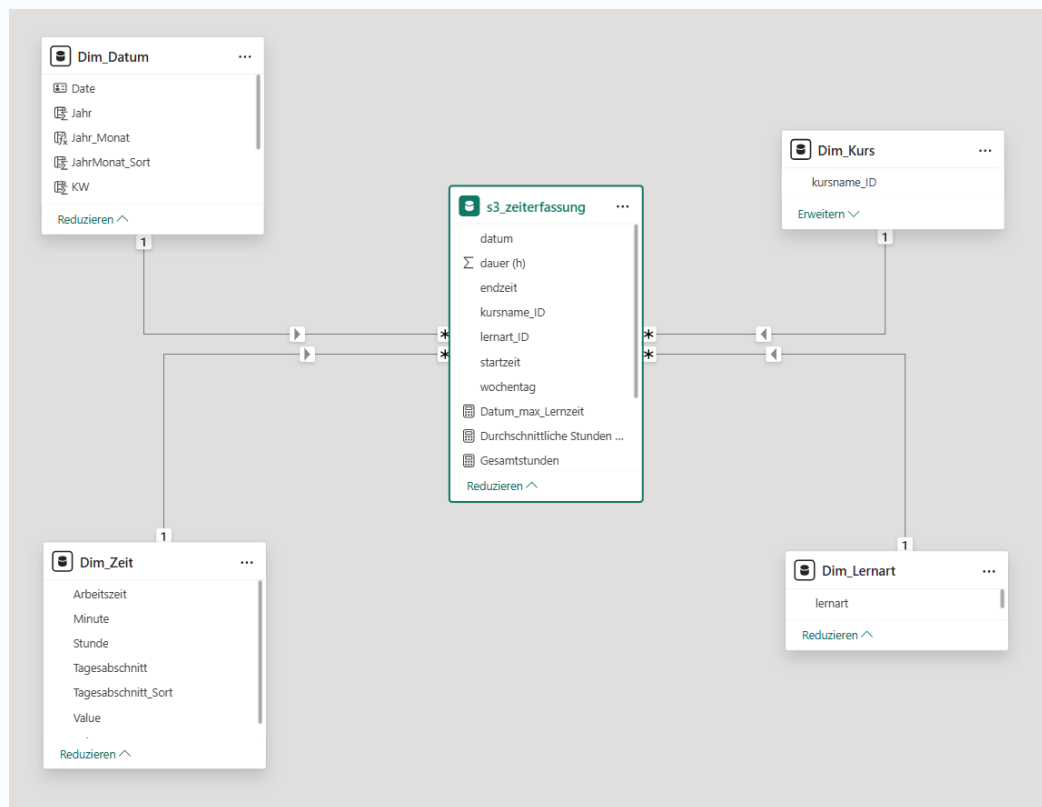 Dim_Datum
Date
Jahr
Jahr_Monat
JahrMonat_Sort
KW
Reduzieren
1
Dim_Kurs
kursname_ID
Erweitern
1
s3_zeiterfassung
datum
dauer (h)
endzeit
kursname_ID
lernart_ID
startzeit
wochentag
Datum_max_Lernzeit
Durchschnittliche Stunden ...
Gesamtstunden
Reduzieren
*
*
*
*
1
Dim_Zeit
Arbeitszeit
Minute
Stunde
Tagesabschnitt
Tagesabschnitt_Sort
Value
Reduzieren
1
Dim_Lernart
lernart
Reduzieren